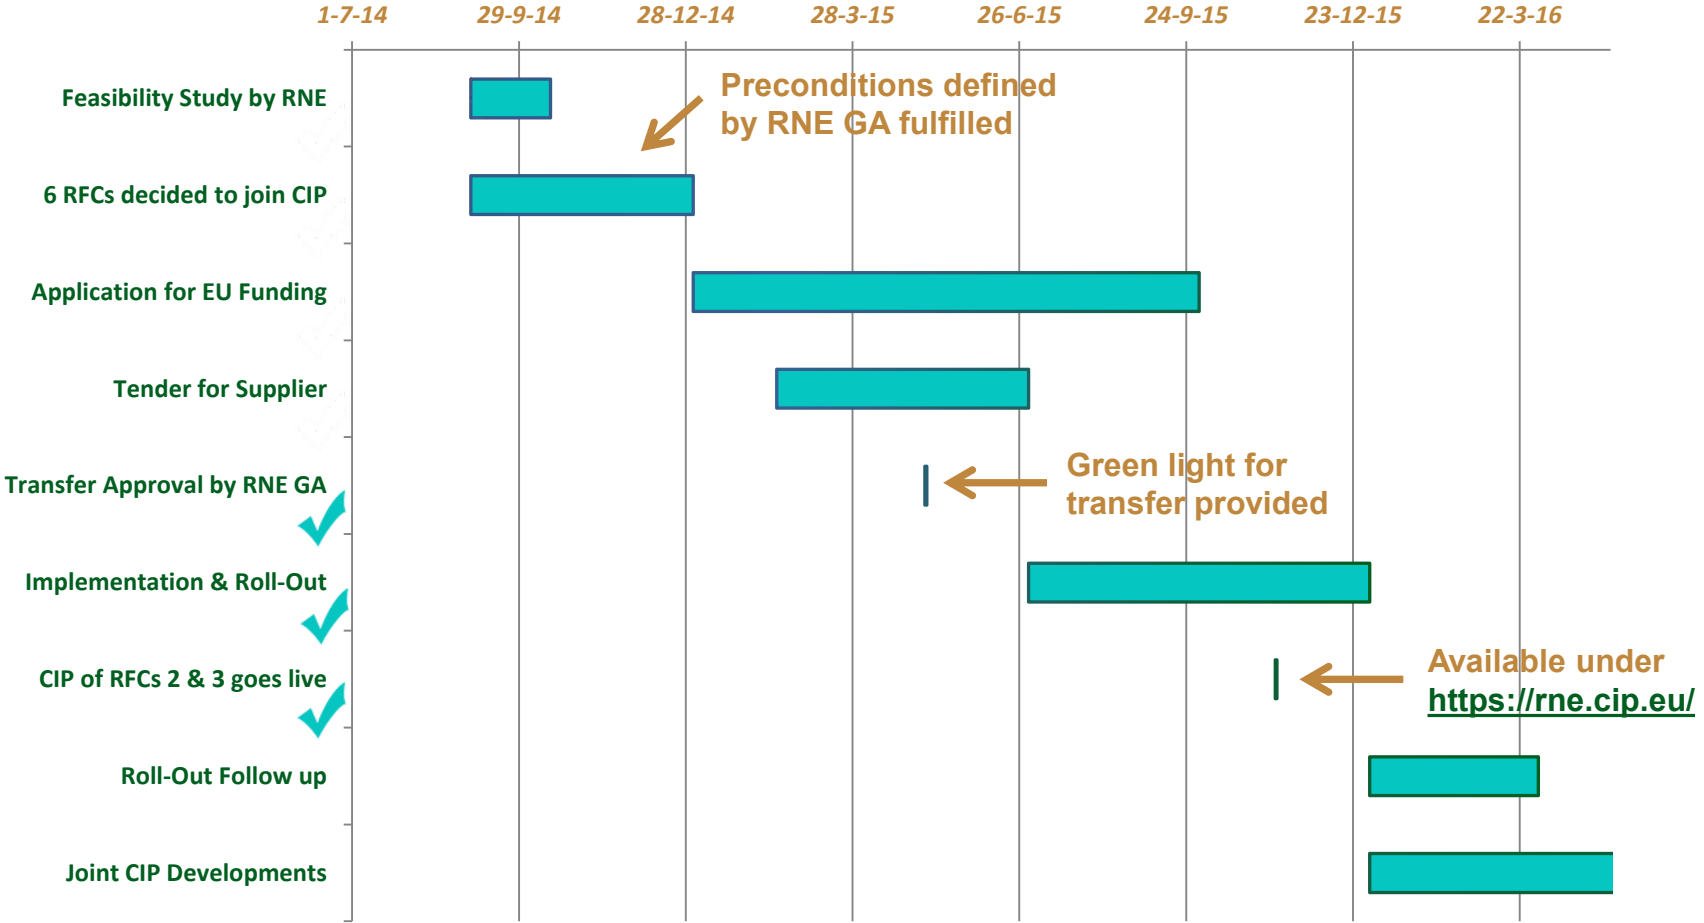 1-7-14 29-9-14 28-12-14 28-3-15 26-6-15 24-9-15 23-12-15 22-3-16
Feasibility Study by RNE
Preconditions defined
by RNE GA fulfilled
6 RFCs decided to join CIP
Application for EU Funding
Tender for Supplier
Transfer Approval by RNE GA
Green light for
transfer provided
Implementation & Roll-Out
CIP of RFCs 2 & 3 goes live
Available under
https://rne.cip.eu/
Roll-Out Follow up
Joint CIP Developments